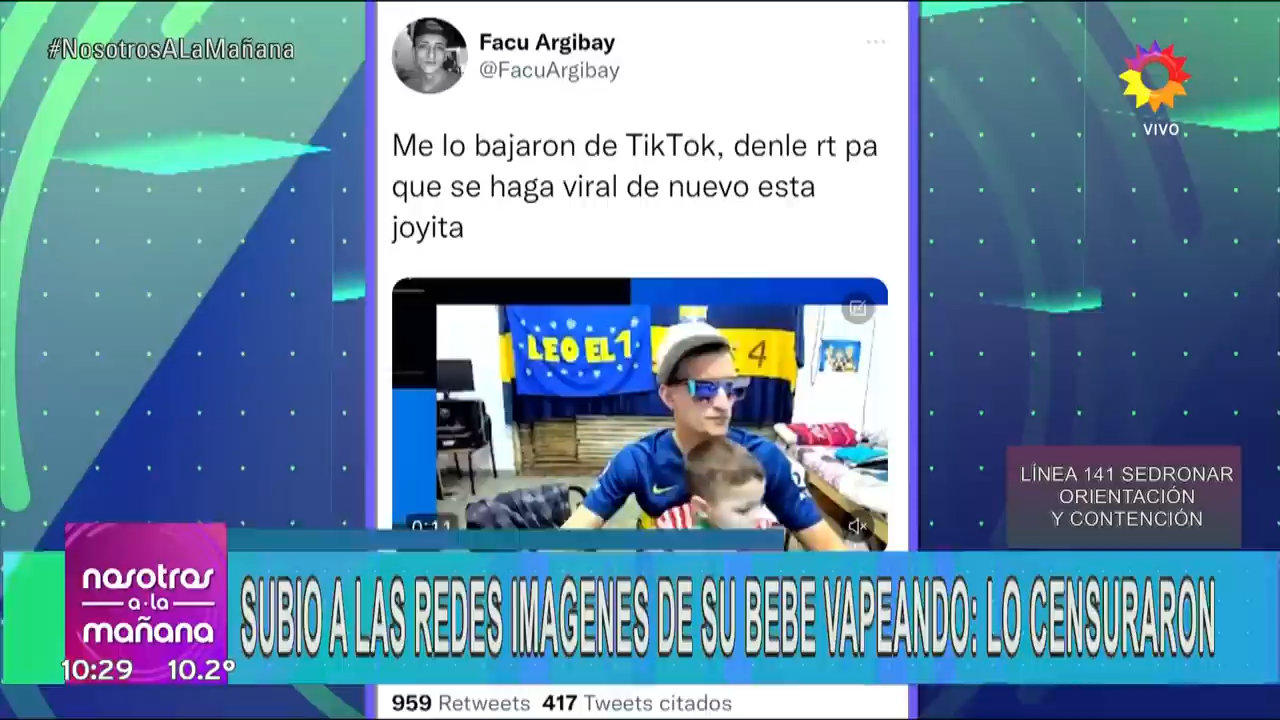 #NosotrosALaMañana
Facu Argibay
@FacuArgibay
VIVO
Me lo bajaron de TikTok, denle rt pa
que se haga viral de nuevo esta
joyita
LEO EL 1
4
0:11
LÍNEA 141 SEDRONAR
ORIENTACIÓN
Y CONTENCIÓN
nosotros
a·la
mañana
SUBIO A LAS REDES IMAGENES DE SU BEBE VAPEANDO: LO CENSURARON
10:29 10.2°
959 Retweets 417 Tweets citados